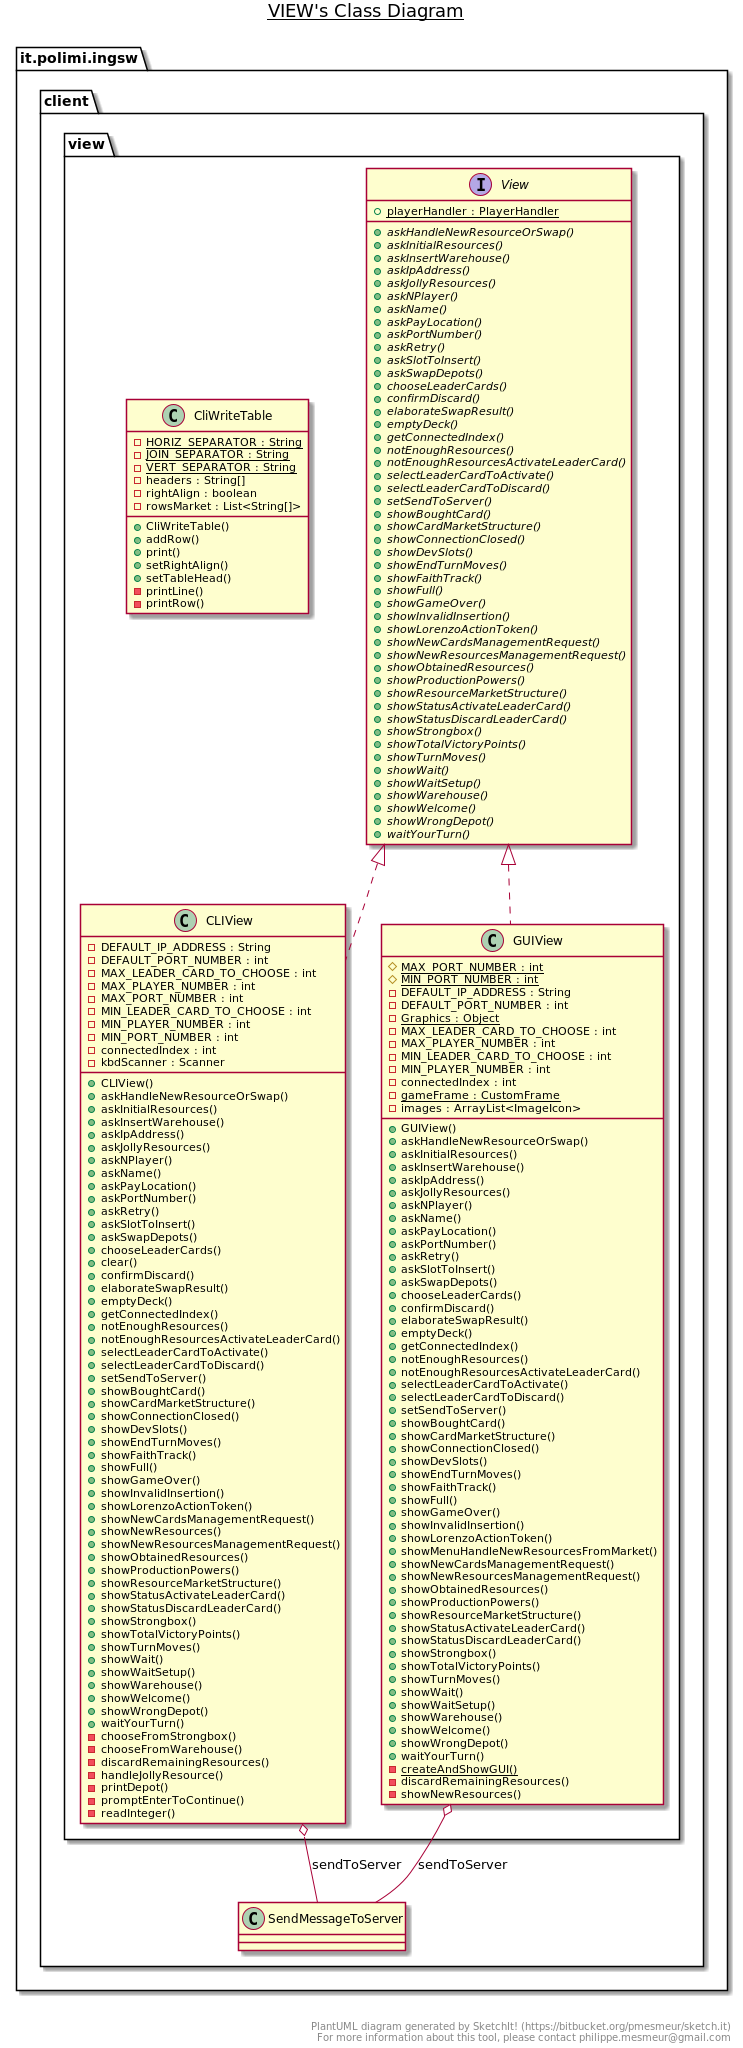 VIEW's Class Diagram
it.polimi.ingsw
client
view
I View
playerHandler : PlayerHandler
askHandleNewResourceOrSwap()
askInitialResources()
askInsertWarehouse()
askIpAddress()
askJollyResources()
askNPlayer()
askName()
askPayLocation()
askPortNumber()
askRetry()
askSlotToInsert()
askSwapDepots()
chooseLeaderCards()
confirmDiscard()
elaborateSwapResult()
emptyDeck()
getConnectedIndex()
notEnoughResources()
notEnoughResourcesActivateLeaderCard()
selectLeaderCardToActivate()
selectLeaderCardToDiscard()
setSendToServer()
showBoughtCard()
showCardMarketStructure()
showConnectionClosed()
showDevSlots()
showEndTurnMoves()
showFaithTrack()
showFull()
showGameOver()
showInvalidInsertion()
showLorenzoActionToken()
showNewCardsManagementRequest()
showNewResourcesManagementRequest()
showObtainedResources()
showProductionPowers()
showResourceMarketStructure()
showStatusActivateLeaderCard()
showStatusDiscardLeaderCard()
showStrongbox()
showTotalVictoryPoints()
showTurnMoves()
showWait()
showWaitSetup()
showWarehouse()
showWelcome()
showWrongDepot()
waitYourTurn()
C CliWriteTable
HORIZ_SEPARATOR : String
JOIN_SEPARATOR : String
VERT_SEPARATOR : String
headers : String[]
rightAlign : boolean
rowsMarket : List<String[]>
CliWriteTable()
addRow()
print()
setRightAlign()
setTableHead()
printLine()
printRow()
C CLIView
DEFAULT_IP_ADDRESS : String
DEFAULT_PORT_NUMBER : int
MAX_LEADER_CARD_TO_CHOOSE : int
MAX_PLAYER_NUMBER : int
MAX_PORT_NUMBER : int
MIN_LEADER_CARD_TO_CHOOSE : int
MIN_PLAYER_NUMBER : int
MIN_PORT_NUMBER : int
connectedIndex : int
kbdScanner : Scanner
CLIView()
askHandleNewResourceOrSwap()
askInitialResources()
askInsertWarehouse()
askIpAddress()
askJollyResources()
askNPlayer()
askName()
askPayLocation()
askPortNumber()
askRetry()
askSlotToInsert()
askSwapDepots()
chooseLeaderCards()
clear()
confirmDiscard()
elaborateSwapResult()
emptyDeck()
getConnectedIndex()
notEnoughResources()
notEnoughResourcesActivateLeaderCard()
selectLeaderCardToActivate()
selectLeaderCardToDiscard()
setSendToServer()
showBoughtCard()
showCardMarketStructure()
showConnectionClosed()
showDevSlots()
showEndTurnMoves()
showFaithTrack()
showFull()
showGameOver()
showInvalidInsertion()
showLorenzoActionToken()
showNewCardsManagementRequest()
showNewResources()
showNewResourcesManagementRequest()
showObtainedResources()
showProductionPowers()
showResourceMarketStructure()
showStatusActivateLeaderCard()
showStatusDiscardLeaderCard()
showStrongbox()
showTotalVictoryPoints()
showTurnMoves()
showWait()
showWaitSetup()
showWarehouse()
showWelcome()
showWrongDepot()
waitYourTurn()
chooseFromStrongbox()
chooseFromWarehouse()
discardRemainingResources()
handleJollyResource()
printDepot()
promptEnterToContinue()
readInteger()
C GUIView
MAX_PORT_NUMBER : int
MIN_PORT_NUMBER : int
DEFAULT_IP_ADDRESS : String
DEFAULT_PORT_NUMBER : int
Graphics : Object
MAX_LEADER_CARD_TO_CHOOSE : int
MAX_PLAYER_NUMBER : int
MIN_LEADER_CARD_TO_CHOOSE : int
MIN_PLAYER_NUMBER : int
connectedIndex : int
gameFrame : CustomFrame
images : ArrayList<ImageIcon>
GUIView()
askHandleNewResourceOrSwap()
askInitialResources()
askInsertWarehouse()
askIpAddress()
askJollyResources()
askNPlayer()
askName()
askPayLocation()
askPortNumber()
askRetry()
askSlotToInsert()
askSwapDepots()
chooseLeaderCards()
confirmDiscard()
elaborateSwapResult()
emptyDeck()
getConnectedIndex()
notEnoughResources()
notEnoughResourcesActivateLeaderCard()
selectLeaderCardToActivate()
selectLeaderCardToDiscard()
setSendToServer()
showBoughtCard()
showCardMarketStructure()
showConnectionClosed()
showDevSlots()
showEndTurnMoves()
showFaithTrack()
showFull()
showGameOver()
showInvalidInsertion()
showLorenzoActionToken()
showMenuHandleNewResourcesFromMarket()
showNewCardsManagementRequest()
showNewResourcesManagementRequest()
showObtainedResources()
showProductionPowers()
showResourceMarketStructure()
showStatusActivateLeaderCard()
showStatusDiscardLeaderCard()
showStrongbox()
showTotalVictoryPoints()
showTurnMoves()
showWait()
showWaitSetup()
showWarehouse()
showWelcome()
showWrongDepot()
waitYourTurn()
createAndShowGUI()
discardRemainingResources()
showNewResources()
sendToServer
sendToServer
C SendMessageToServer
PlantUML diagram generated by SketchIt! (https://bitbucket.org/pmesmeur/sketch.it)
For more information about this tool, please contact philippe.mesmeur@gmail.com